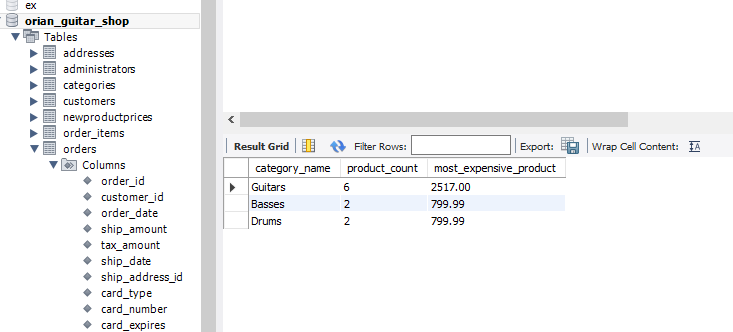 ex
orian_guitar_shop
Tables
addresses
administrators
categories
customers
newproductprices
order_items
orders
Columns
order_id
customer_id
order_date
ship_amount
tax_amount
ship_date
ship_address_id
card_type
card_number
card_expires
Result Grid Filter Rows: Export: Wrap Cell Content:
category_name product_count most_expensive_product
Guitars 6 2517.00
Basses 2 799.99
Drums 2 799.99